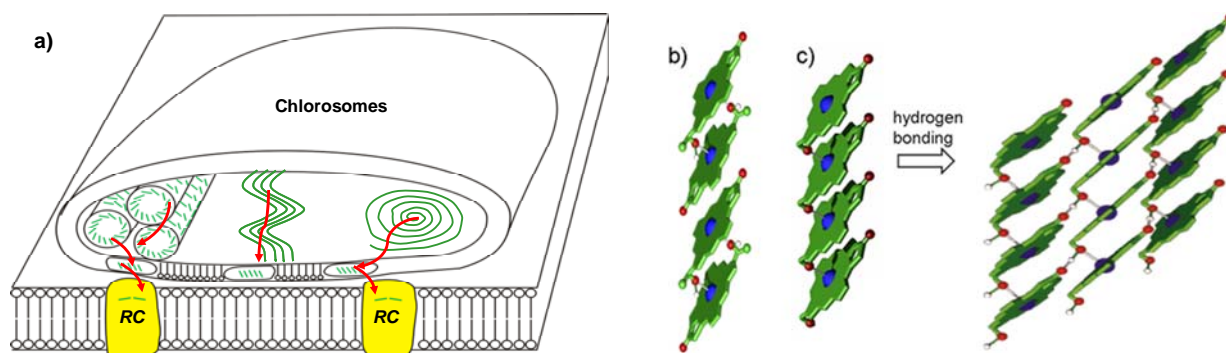 a)
Chlorosomes
RC
RC
b)
c)
hydrogen
bonding